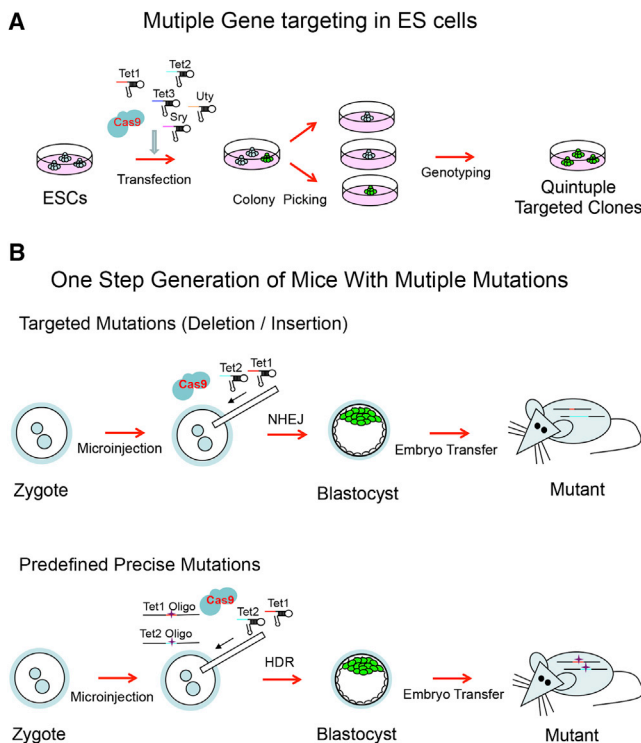 A
Mutiple Gene targeting in ES cells
Tet1
Tet2
Tet3
Uty
Sry
Cas9
ESCs
Transfection
Colony Picking
Genotyping
Quintuple
Targeted Clones
B
One Step Generation of Mice With Mutiple Mutations
Targeted Mutations (Deletion / Insertion)
Cas9
Tet2
Tet1
Microinjection
NHEJ
Embryo Transfer
Zygote
Blastocyst
Mutant
Predefined Precise Mutations
Tet1 Oligo
Cas9
Tet2
Tet1
Tet2 Oligo
Microinjection
HDR
Embryo Transfer
Zygote
Blastocyst
Mutant